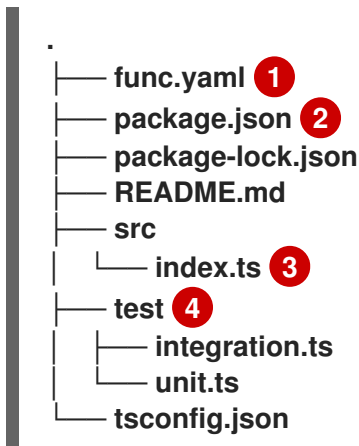 .
├── func.yaml 1
├── package.json 2
├── package-lock.json
├── README.md
├── src
│   └── index.ts 3
├── test 4
│   ├── integration.ts
│   └── unit.ts
└── tsconfig.json